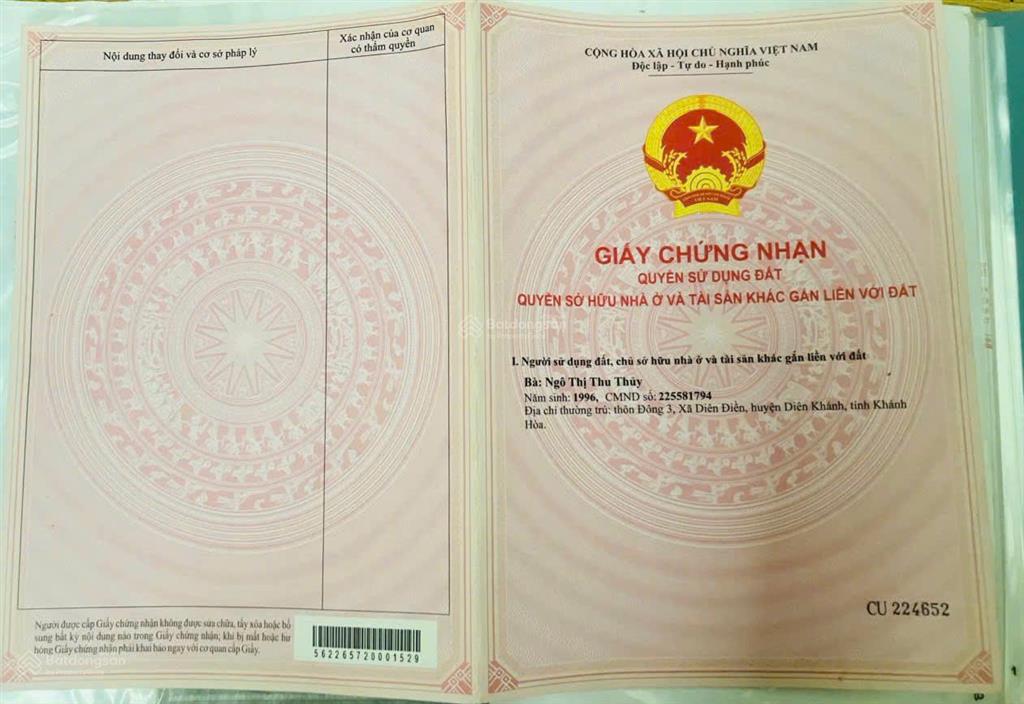 Nội dung thay đổi và cơ sở pháp lý
Xác nhận của cơ quan
có thẩm quyền
Người được cấp Giấy chứng nhận không được sửa chữa, tẩy xóa hoặc bổ
sung bất kỳ nội dung nào trong Giấy chứng nhận; khi bị mất hoặc hư
hỏng Giấy chứng nhận phải khai báo ngay với cơ quan cấp Giấy.
562265720001529
CỘNG HÒA XÃ HỘI CHỦ NGHĨA VIỆT NAM
Độc lập - Tự do - Hạnh phúc
VIỆT NAM
GIẤY CHỨNG NHẬN
QUYỀN SỬ DỤNG ĐẤT
QUYỀN SỞ HỮU NHÀ Ở VÀ TÀI SẢN KHÁC GẮN LIỀN VỚI ĐẤT
Batdongsan
I. Người sử dụng đất, chủ sở hữu nhà ở và tài sản khác gắn liền với đất
Bà: Ngô Thị Thu Thủy
Năm sinh: 1996, CMND số: 225581794
Địa chỉ thường trú: thôn Đông 3, Xã Diên Điền, huyện Diên Khánh, tỉnh Khánh
Hòa.
CU 224652
Batdongsan